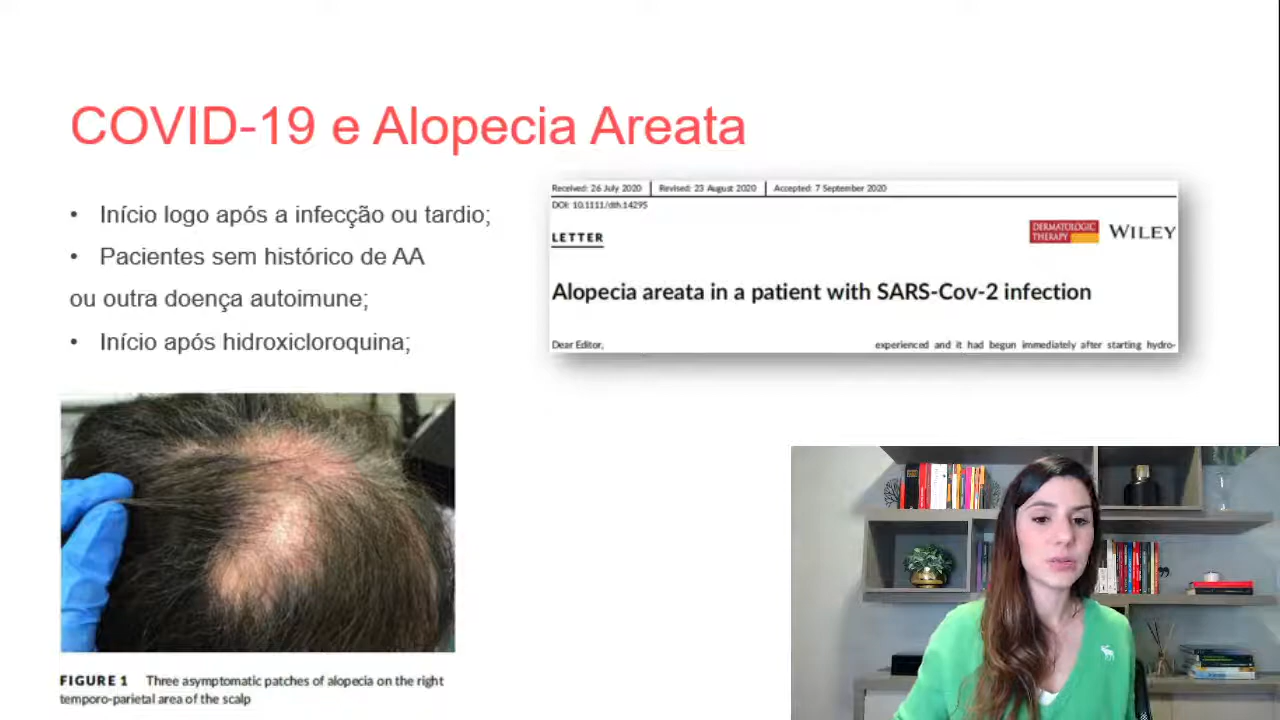 COVID-19 e Alopecia Areata
• Início logo após a infecção ou tardio;
• Pacientes sem histórico de AA
ou outra doença autoimune;
• Início após hidroxicloroquina;
Received: 26 July 2020 | Revised: 23 August 2020 | Accepted: 7 September 2020
DOI: 10.1111/dth.14295
LETTER
DERMATOLOGIC
THERAPY
WILEY
Alopecia areata in a patient with SARS-Cov-2 infection
Dear Editor,
experienced and it had begun immediately after starting hydro-
FIGURE 1 Three asymptomatic patches of alopecia on the right
temporo-parietal area of the scalp